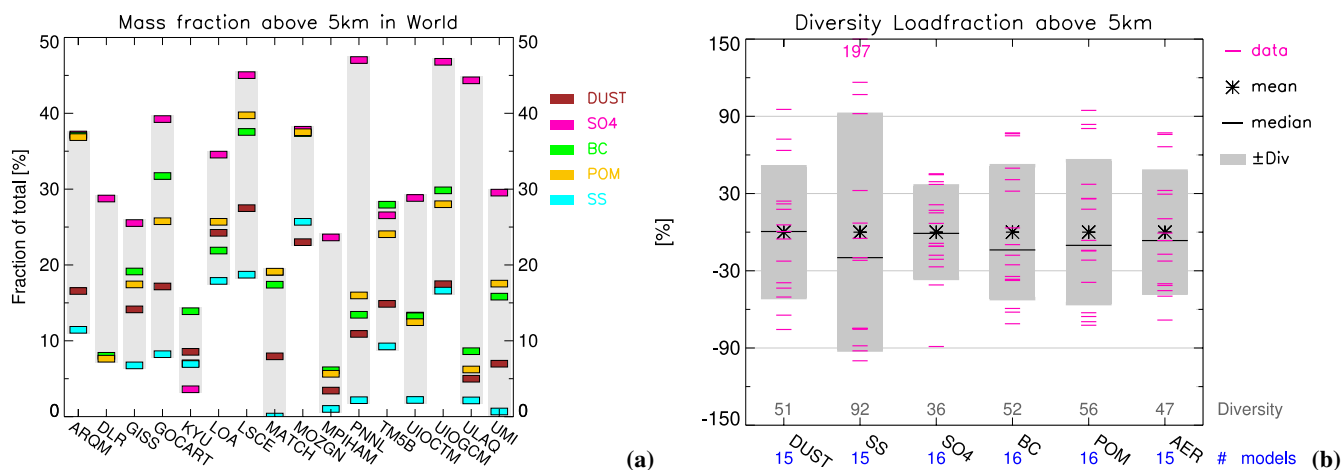 Mass fraction above 5km in World
50
40
30
20
10
0
Fraction of total [%]
50
40
30
20
10
0
ARQM
DLR
GISS
GOCART
KYU
LOA
LSCE
MATCH
MOZGN
MPIHAM
PNNL
TM5B
UIOCTM
UIOGCM
ULAQ
UMI
DUST
SO4
BC
POM
SS
(a)
Diversity Loadfraction above 5km
150
90
30
-30
-90
-150
[%]
197
data
mean
median
±Div
51 92 36 52 56 47 Diversity
DUST SS SO4 BC POM AER
15 15 16 16 16 15 # models
(b)